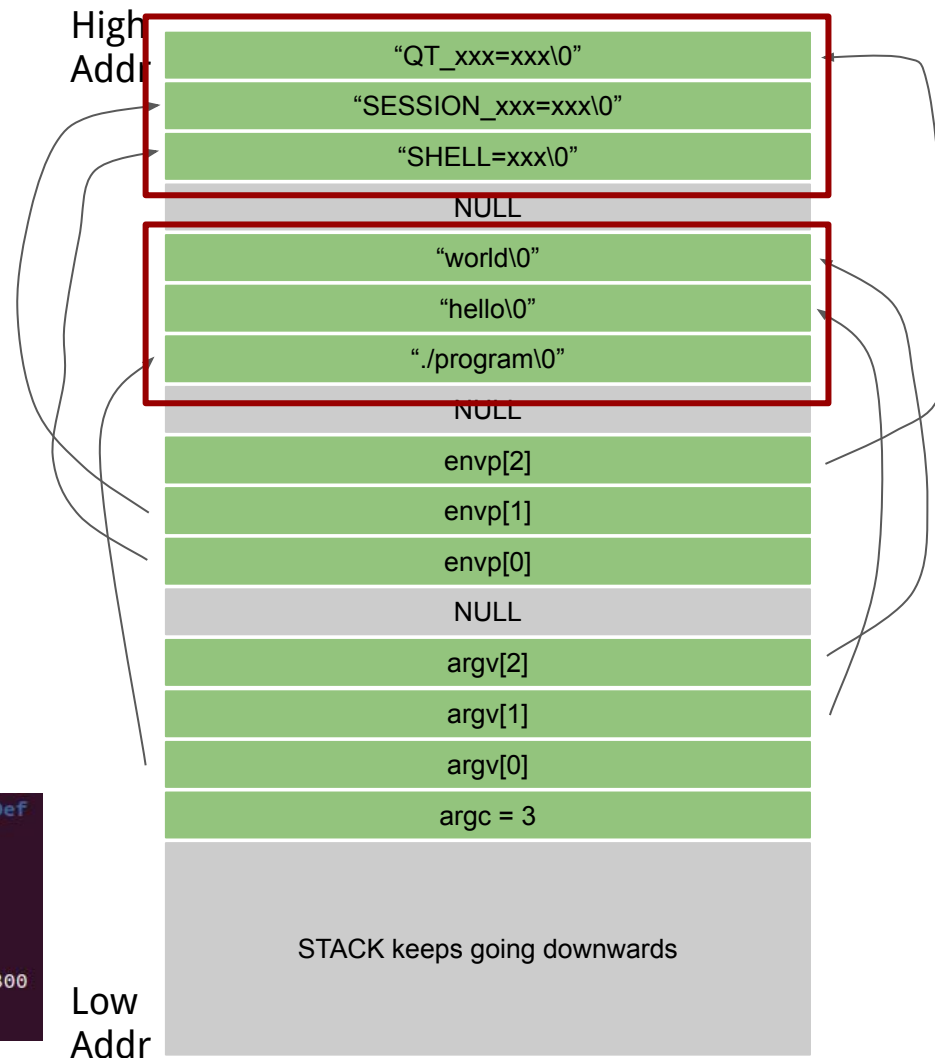 High
Addr
“QT_xxx=xxx\0”
“SESSION_xxx=xxx\0”
“SHELL=xxx\0”
NULL
“world\0”
“hello\0”
“./program\0”
NULL
envp[2]
envp[1]
envp[0]
NULL
argv[2]
argv[1]
argv[0]
argc = 3
STACK keeps going downwards
Low
Addr